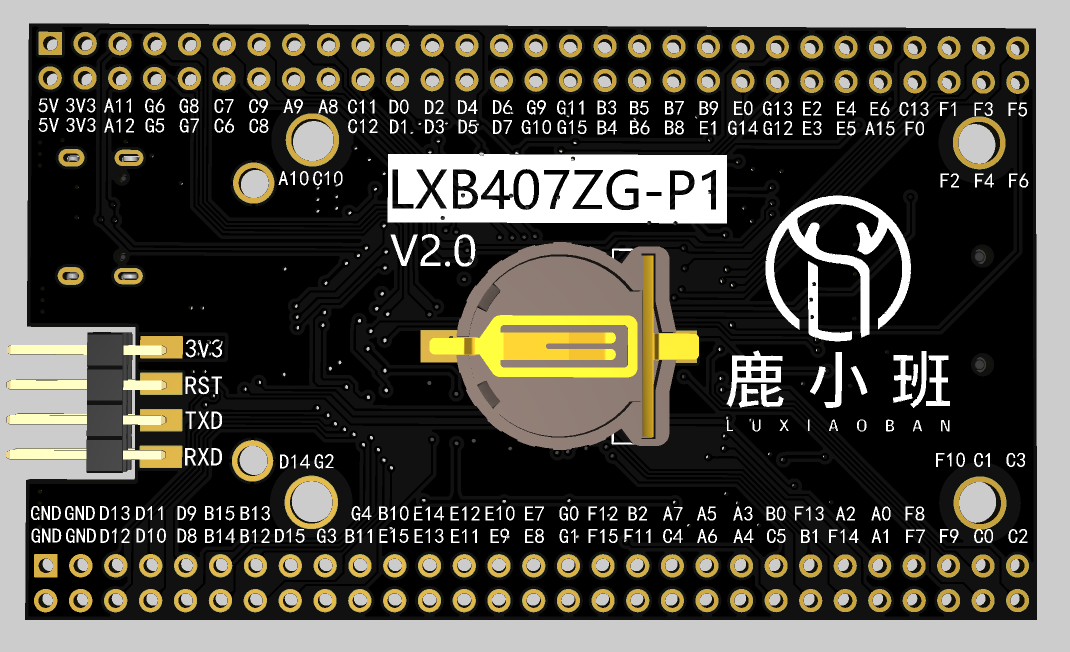 5V 3V3 A11 G6 G8 C7 C9 A9 A8 C11 D0 D2 D4 D6 G9 G11 B3 B5 B7 B9 E0 G13 E2 E4 E6 C13 F1 F3 F5
5V 3V3 A12 G5 G7 C6 C8 C12 D1 D3 D5 D7 G10 G15 B4 B6 B8 E1 G14 G12 E3 E5 A15 F0
A10 C10
F2 F4 F6
LXB407ZG-P1
V2.0
3V3
RST
TXD
RXD
鹿小班
LUXIAOBAN
D14 G2
F10 C1 C3
GND GND D13 D11 D9 B15 B13 G4 B10 E14 E12 E10 E7 G0 F12 B2 A7 A5 A3 B0 F13 A2 A0 F8
GND GND D12 D10 D8 B14 B12 D15 G3 B11 E15 E13 E11 E9 E8 G1 F15 F11 C4 A6 A4 C5 B1 F14 A1 F7 F9 C0 C2